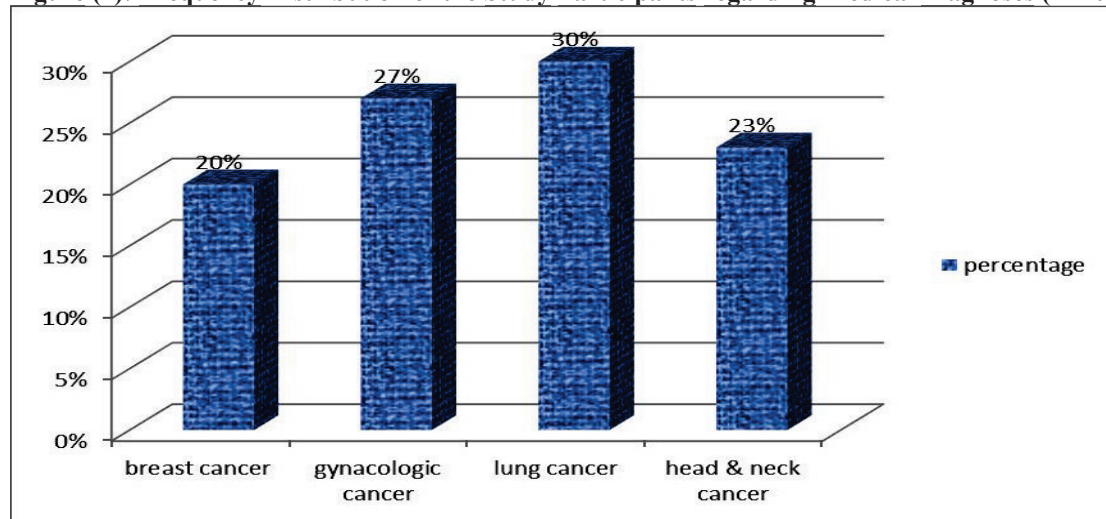 30%
25%
20%
15%
10%
5%
0%
20%
27%
30%
23%
breast cancer
gynacologic
cancer
lung cancer
head & neck
cancer
percentage